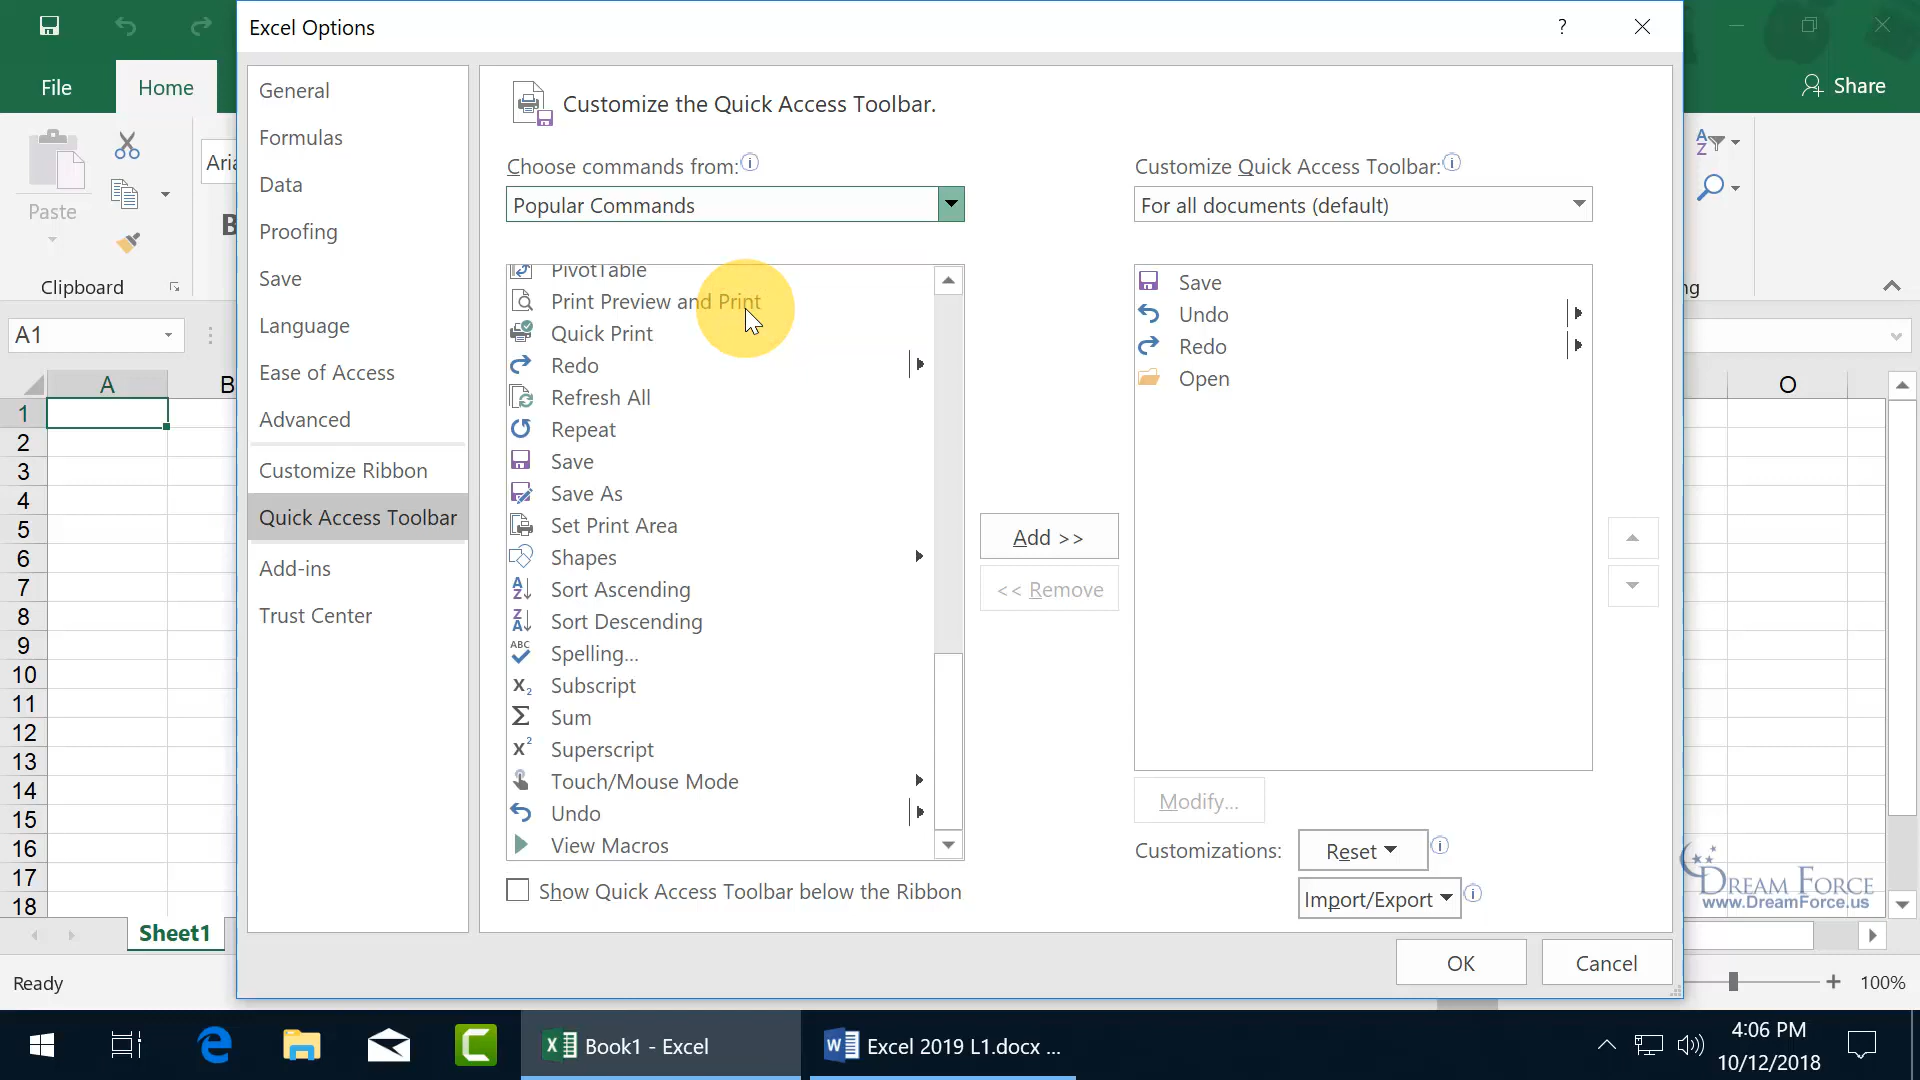 Excel Options
?
File
Home
Share
Paste
Clipboard
Aria
B
ng
A1
A
B
O
1
2
3
4
5
6
7
8
9
10
11
12
13
14
15
16
17
18
General
Formulas
Data
Proofing
Save
Language
Ease of Access
Advanced
Customize Ribbon
Quick Access Toolbar
Add-ins
Trust Center
Customize the Quick Access Toolbar.
Choose commands from:
Popular Commands
PivotTable
Print Preview and Print
Quick Print
Redo
Refresh All
Repeat
Save
Save As
Set Print Area
Shapes
Sort Ascending
Sort Descending
Spelling...
Subscript
Sum
Superscript
Touch/Mouse Mode
Undo
View Macros
Show Quick Access Toolbar below the Ribbon
Add >>
<< Remove
Customize Quick Access Toolbar:
For all documents (default)
Save
Undo
Redo
Open
Modify...
Customizations:
Reset
Import/Export
OK
Cancel
DREAM FORCE
www.DreamForce.us
Sheet1
Ready
100%
Book1 - Excel
Excel 2019 L1.docx ...
4:06 PM
10/12/2018